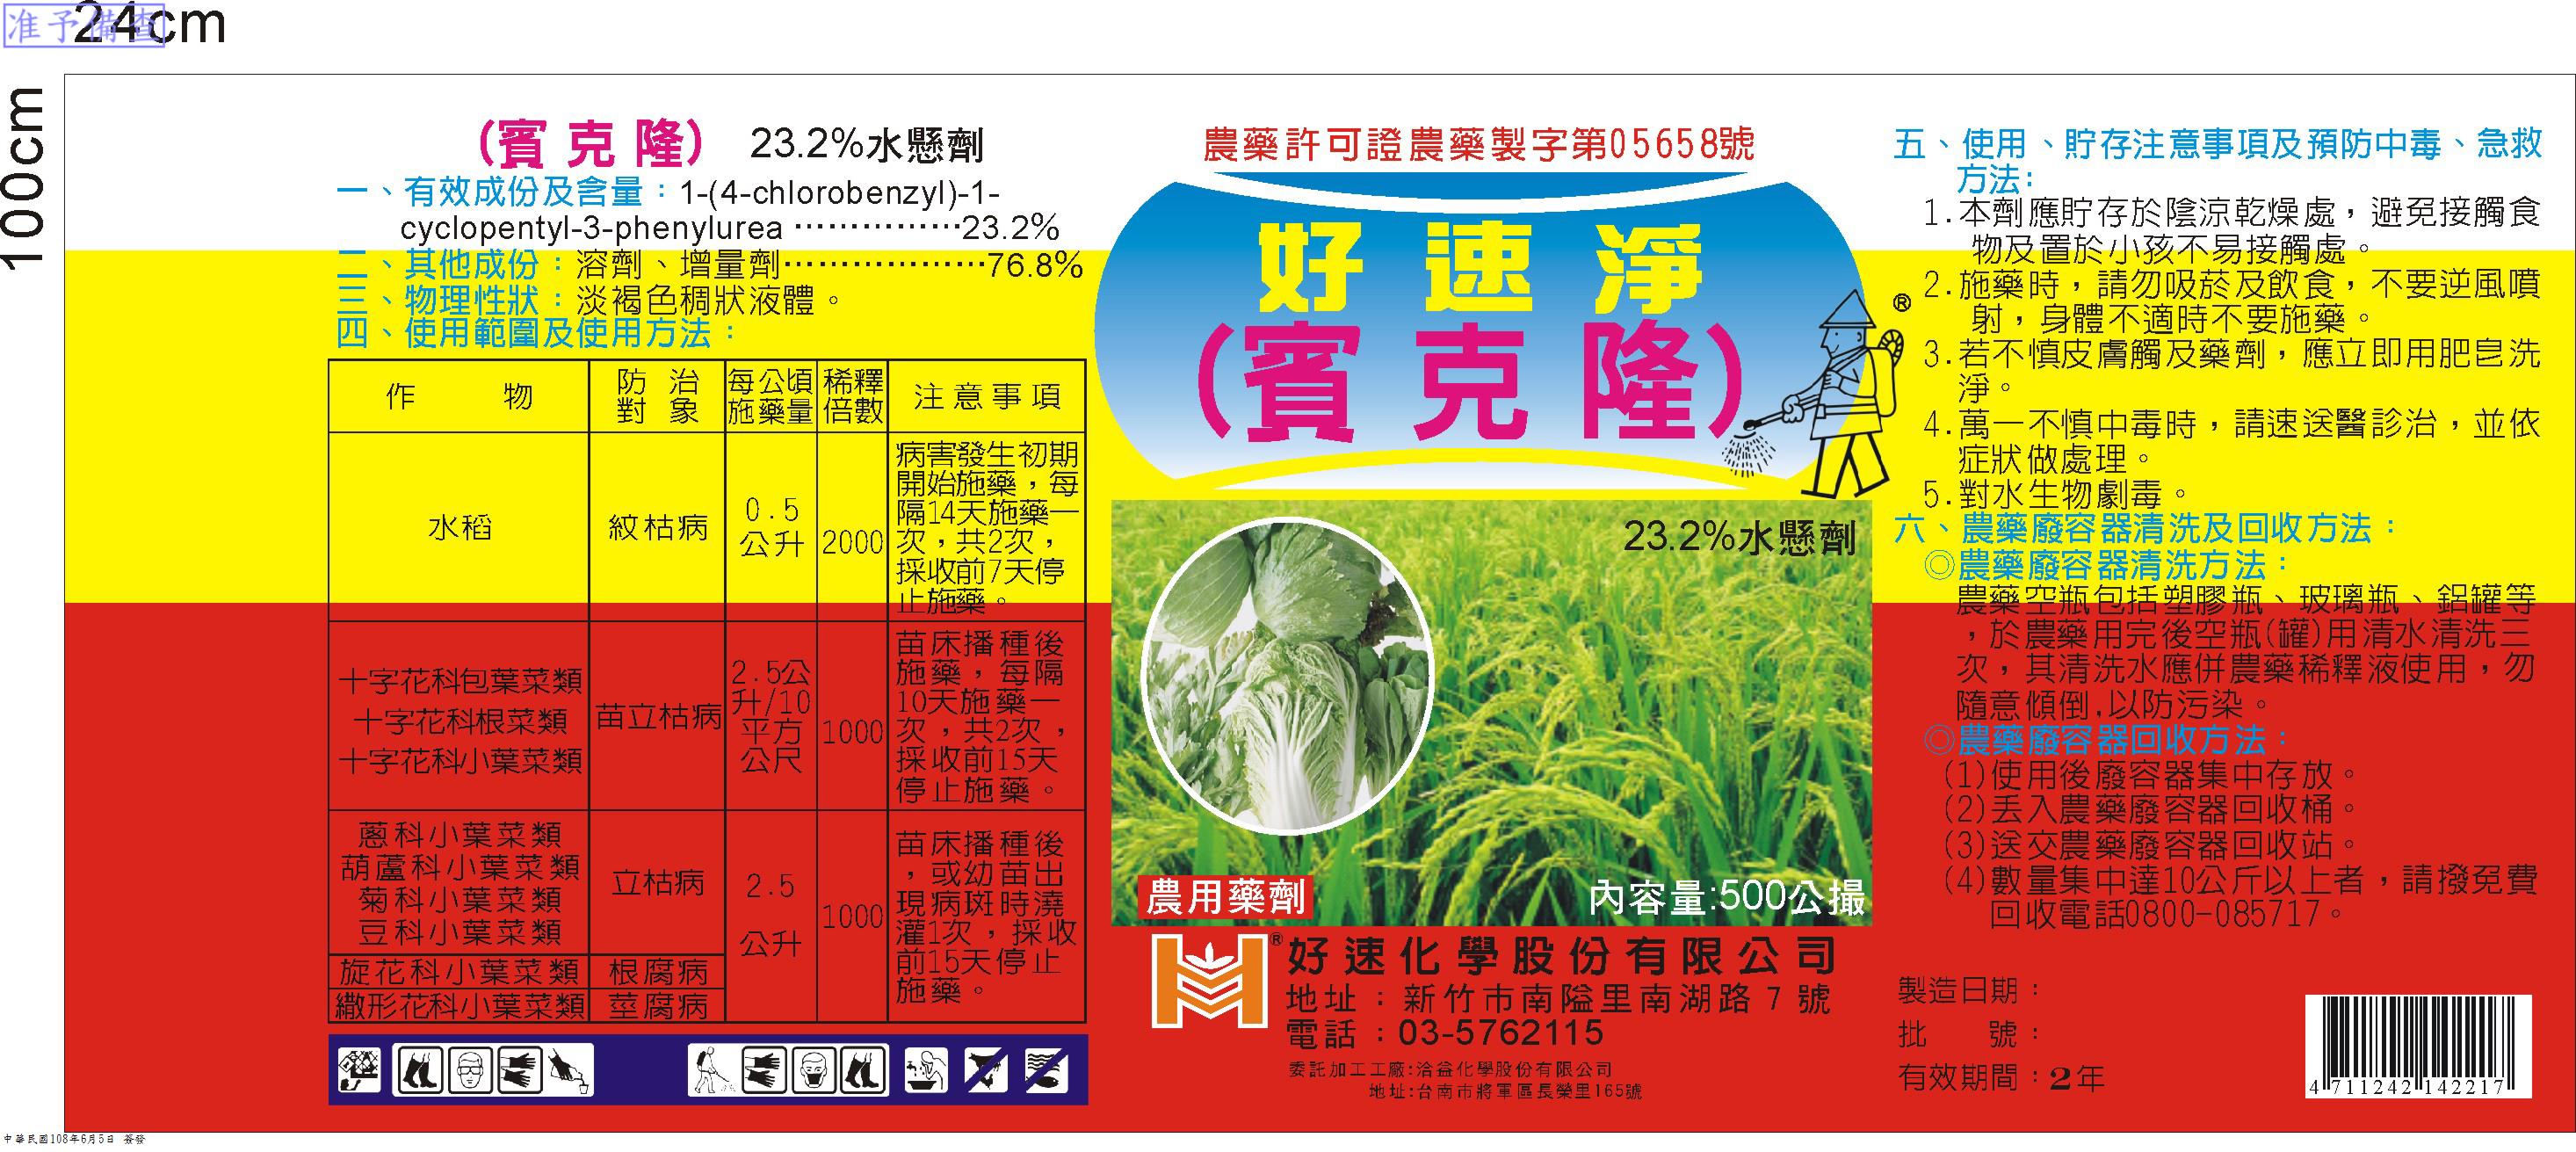 准予備查
24cm
100cm
(賓克隆) 23.2%水懸劑
一、有效成份及含量：1-(4-chlorobenzyl)-1-
cyclopentyl-3-phenylurea ……………23.2%
二、其他成份：溶劑、增量劑………………76.8%
三、物理性狀：淡褐色稠狀液體。
四、使用範圍及使用方法：
作 物
防 治
對 象
每公頃
施藥量
稀釋
倍數
注意事項
水稻
紋枯病
0.5
公升
2000
病害發生初期
開始施藥，每
隔14天施藥一
次，共2次，
採收前7天停
止施藥。
十字花科包葉菜類
十字花科根菜類
十字花科小葉菜類
苗立枯病
2.5公
升/10
平方
公尺
1000
苗床播種後
施藥，每隔
10天施藥一
次，共2次，
採收前15天
停止施藥。
蔥科小葉菜類
葫蘆科小葉菜類
菊科小葉菜類
豆科小葉菜類
立枯病
旋花科小葉菜類
根腐病
繖形花科小葉菜類
莖腐病
2.5
公升
1000
苗床播種後
，或幼苗出
現病斑時澆
灌1次，採收
前15天停止
施藥。
農藥許可證農藥製字第05658號
好速淨
(賓克隆)
®
23.2%水懸劑
農用藥劑
內容量:500公撮
®
好速化學股份有限公司
地址：新竹市南隘里南湖路7號
電話：03-5762115
委託加工工廠:洽益化學股份有限公司
地址:台南市將軍區長榮里165號
五、使用、貯存注意事項及預防中毒、急救
方法:
1.本劑應貯存於陰涼乾燥處，避免接觸食
物及置於小孩不易接觸處。
2.施藥時，請勿吸菸及飲食，不要逆風噴
射，身體不適時不要施藥。
3.若不慎皮膚觸及藥劑，應立即用肥皂洗
淨。
4.萬一不慎中毒時，請速送醫診治，並依
症狀做處理。
5.對水生物劇毒。
六、農藥廢容器清洗及回收方法：
◎農藥廢容器清洗方法：
農藥空瓶包括塑膠瓶、玻璃瓶、鋁罐等
，於農藥用完後空瓶(罐)用清水清洗三
次，其清洗水應併農藥稀釋液使用，勿
隨意傾倒,以防污染。
◎農藥廢容器回收方法：
(1)使用後廢容器集中存放。
(2)丟入農藥廢容器回收桶。
(3)送交農藥廢容器回收站。
(4)數量集中達10公斤以上者，請撥免費
回收電話0800-085717。
製造日期：
批 號：
有效期間：2年
4 711242 142217
中華民國108年6月5日 簽發